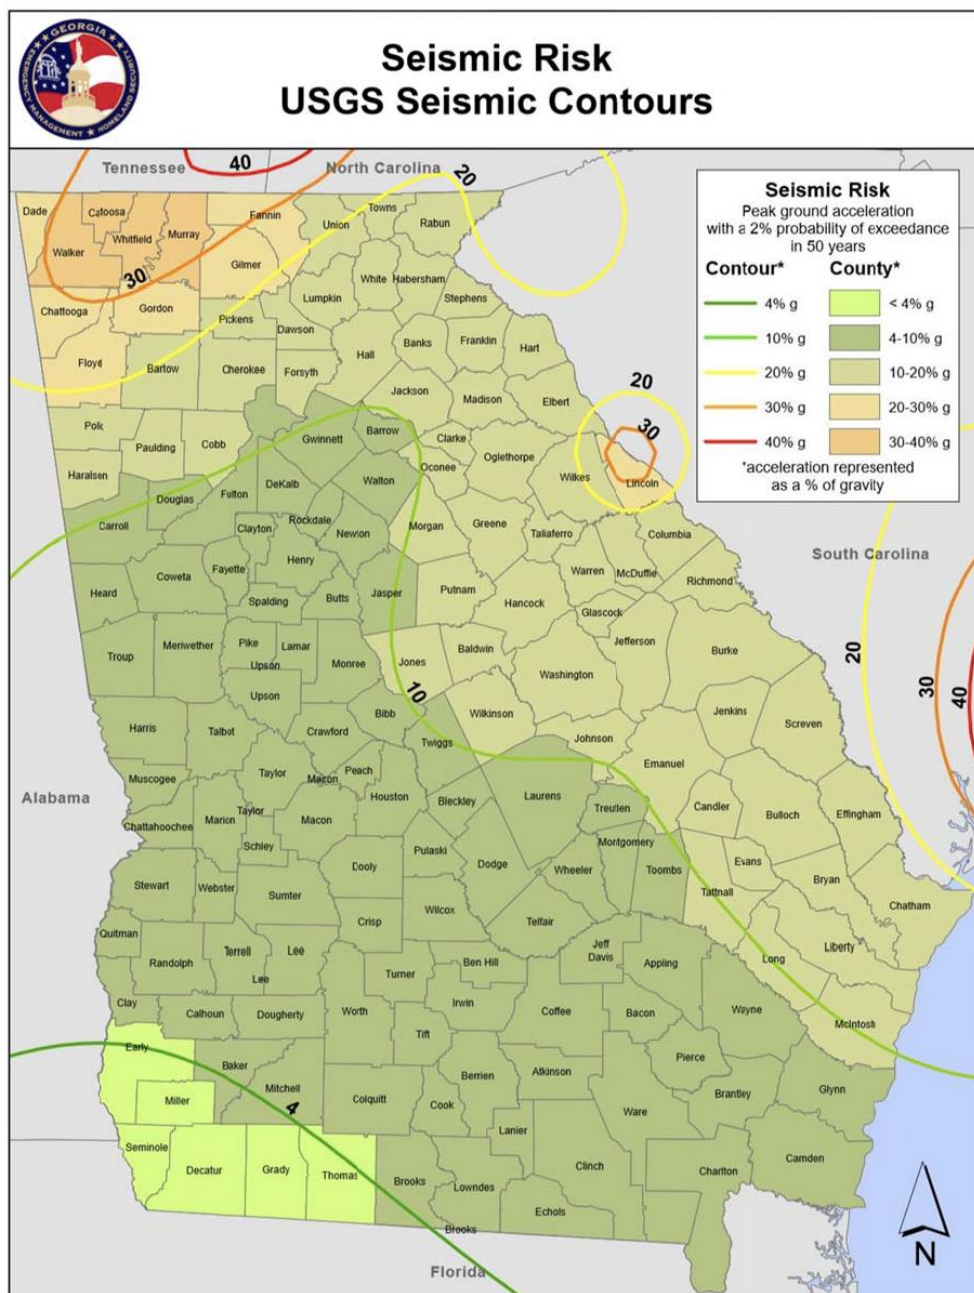 GEORGIA
EMERGENCY MANAGEMENT ★ HOMELAND SECURITY
Seismic Risk
USGS Seismic Contours
Tennessee
40
North Carolina
20
Seismic Risk
Peak ground acceleration
with a 2% probability of exceedance
in 50 years
Contour* County*
4% g < 4% g
10% g 4-10% g
20% g 10-20% g
30% g 20-30% g
40% g 30-40% g
*acceleration represented
as a % of gravity
Dade
Catoosa
Fannin
Towns
Union
Rabun
Whitfield
Murray
Walker
Gilmer
30
White
Habersham
Chattooga
Gordon
Lumpkin
Stephens
Pickens
Dawson
Floyd
Bartow
Cherokee
Forsyth
Hall
Banks
Franklin
Hart
20
Jackson
Madison
Elbert
Polk
Paulding
Cobb
Gwinnett
Barrow
Clarke
30
Oconee
Oglethorpe
Haralsen
Walton
Wilkes
Lincoln
Douglas
Fulton
DeKalb
Carroll
Clayton
Rockdale
Newton
Morgan
Greene
Taliaferro
Columbia
South Carolina
Heard
Coweta
Fayette
Henry
Warren
McDuffie
Richmond
Spalding
Butts
Jasper
Putnam
Hancock
Glascock
Troup
Meriwether
Pike
Lamar
Upson
Monroe
Jones
Baldwin
Jefferson
Burke
20
Washington
Upson
10
30
40
Harris
Talbot
Crawford
Bibb
Wilkinson
Jenkins
Screven
Twiggs
Johnson
Muscogee
Taylor
Macon
Peach
Emanuel
Alabama
Houston
Bleckley
Laurens
Treutlen
Candler
Bulloch
Effingham
Chattahoochee
Marion
Taylor
Macon
Schley
Pulaski
Montgomery
Dooly
Dodge
Wheeler
Toombs
Evans
Stewart
Webster
Sumter
Tattnall
Bryan
Chatham
Crisp
Wilcox
Telfair
Quitman
Terrell
Lee
Jeff
Davis
Liberty
Randolph
Lee
Turner
Ben Hill
Appling
Long
Clay
Calhoun
Dougherty
Worth
Irwin
Coffee
Bacon
Wayne
McIntosh
Tift
Early
Baker
Mitchell
Berrien
Atkinson
Pierce
Glynn
Miller
4
Colquitt
Cook
Ware
Brantley
Lanier
Seminole
Decatur
Grady
Thomas
Brooks
Lowndes
Clinch
Charlton
Camden
Echols
Brooks
N
Florida